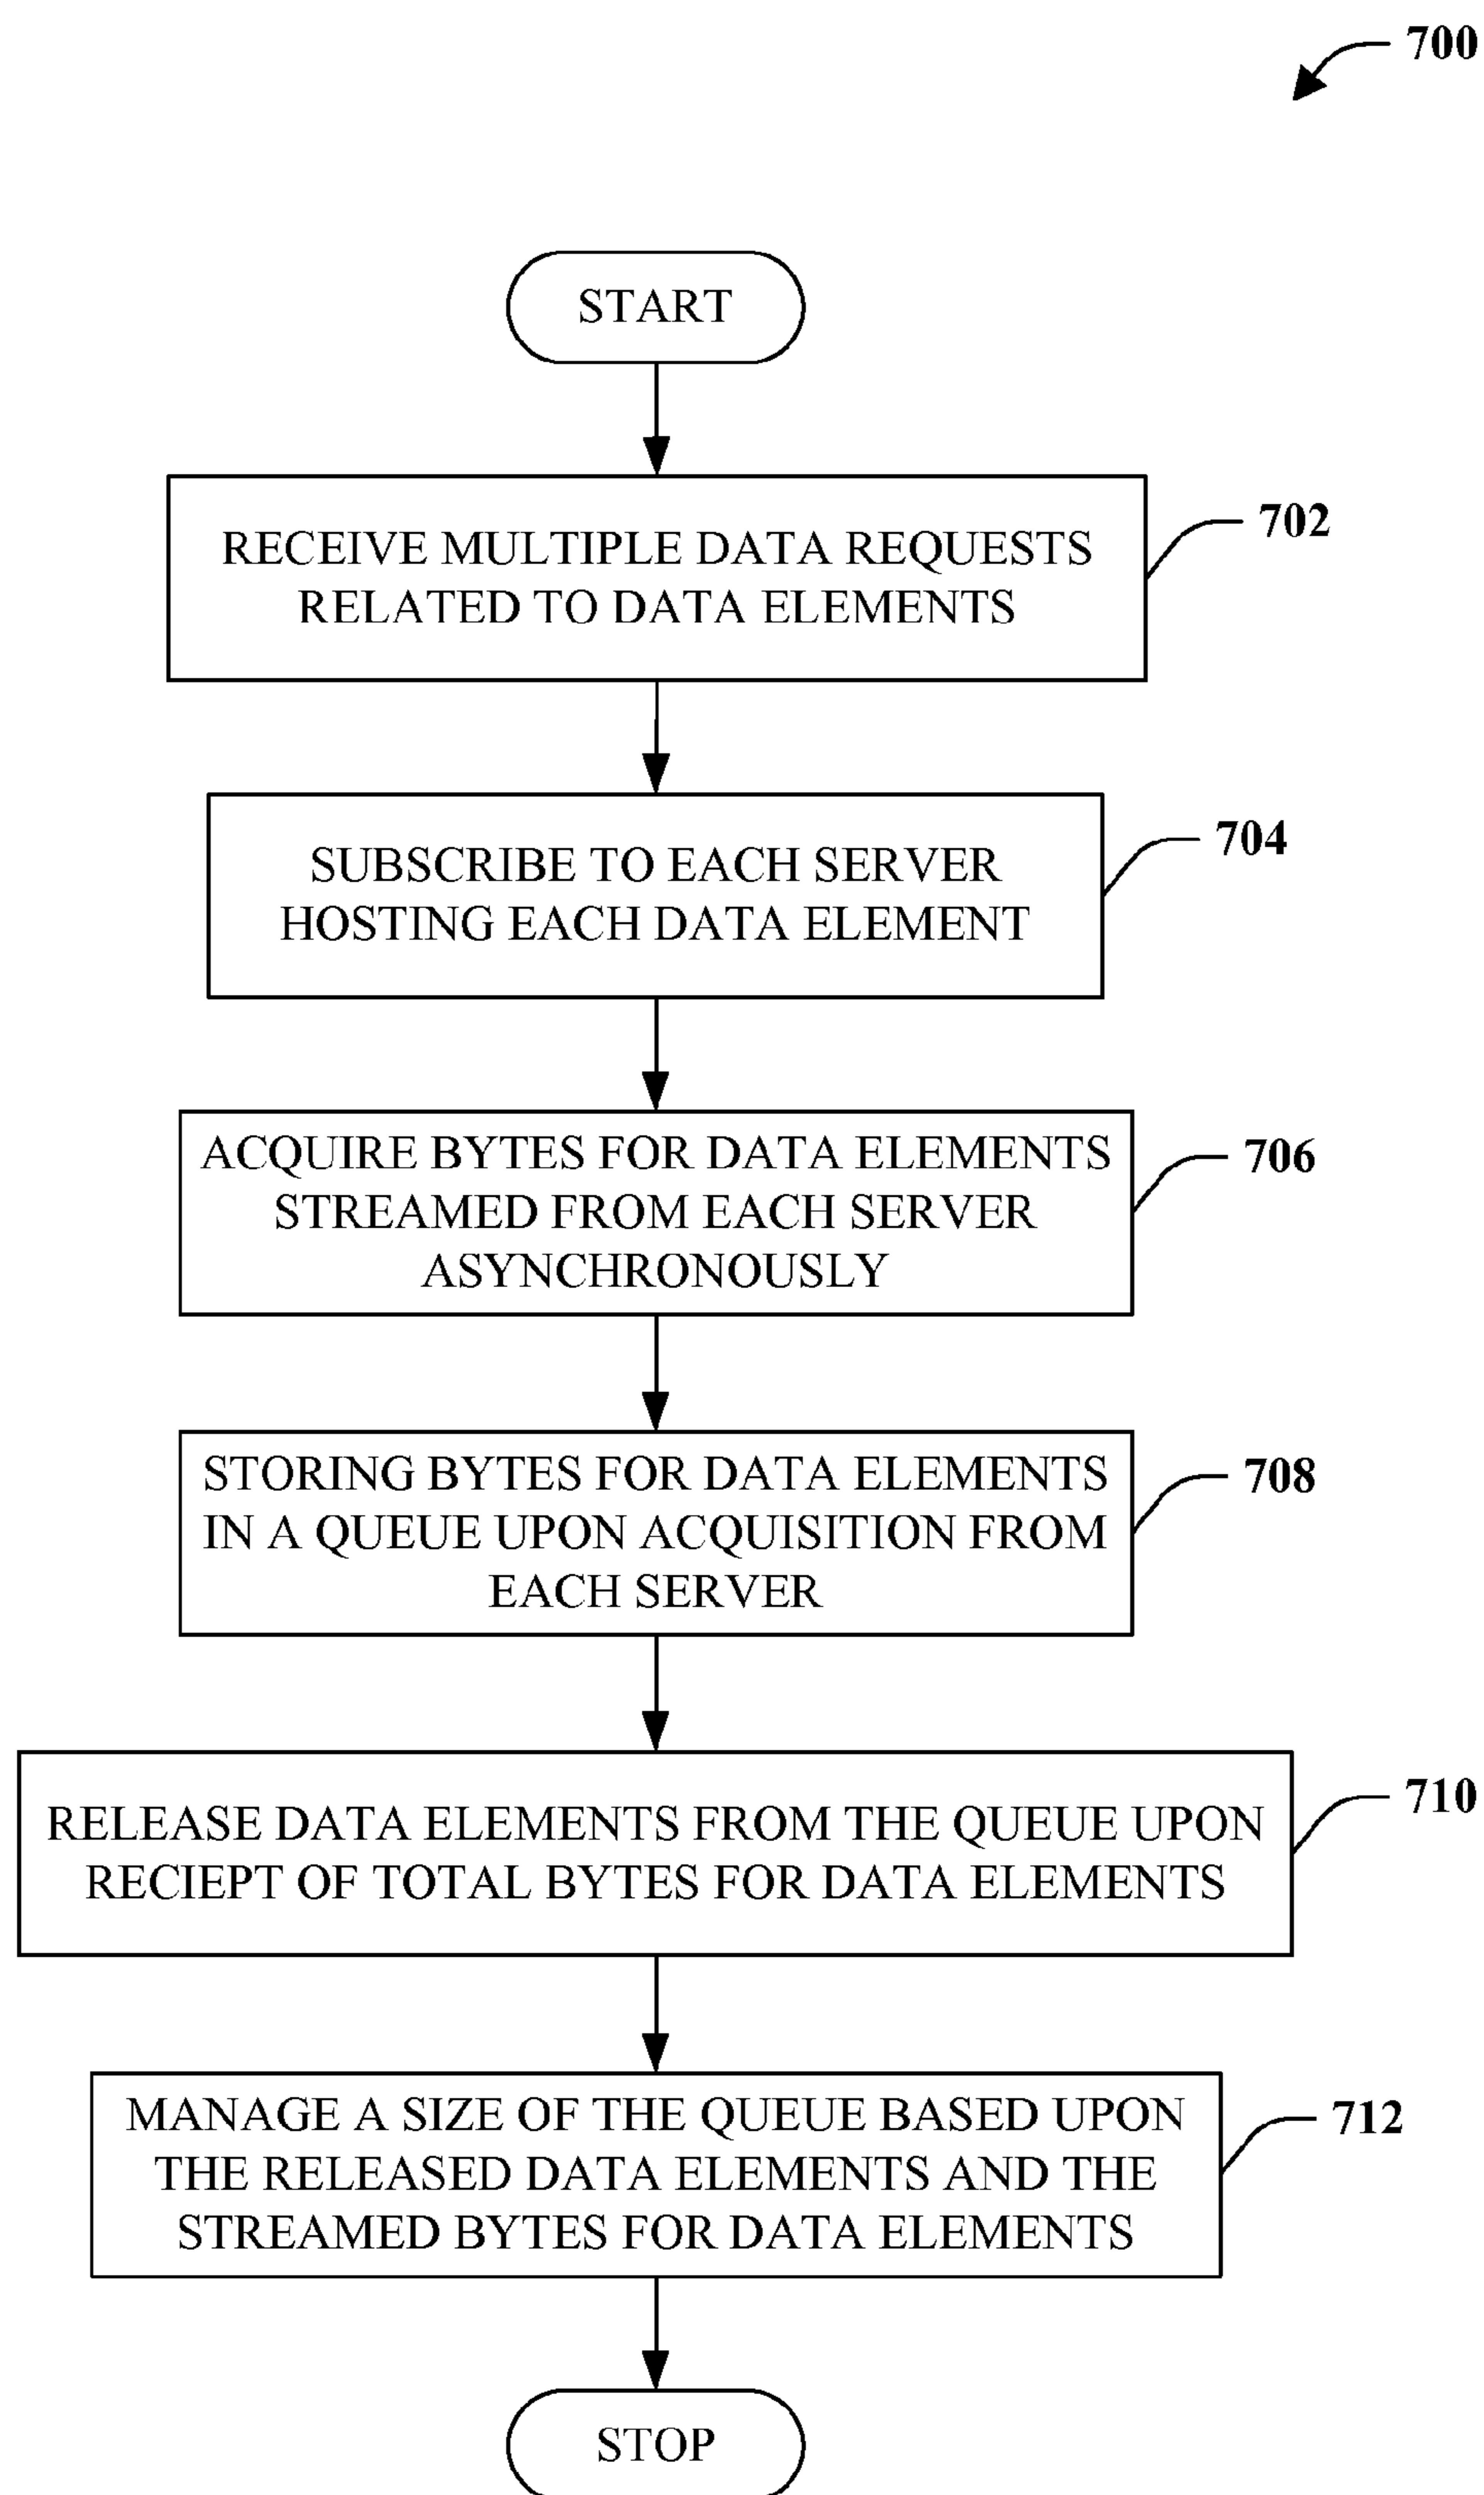 700
START
RECEIVE MULTIPLE DATA REQUESTS
RELATED TO DATA ELEMENTS
702
SUBSCRIBE TO EACH SERVER
HOSTING EACH DATA ELEMENT
704
ACQUIRE BYTES FOR DATA ELEMENTS
STREAMED FROM EACH SERVER
ASYNCHRONOUSLY
706
STORING BYTES FOR DATA ELEMENTS
IN A QUEUE UPON ACQUISITION FROM
EACH SERVER
708
RELEASE DATA ELEMENTS FROM THE QUEUE UPON
RECIEPT OF TOTAL BYTES FOR DATA ELEMENTS
710
MANAGE A SIZE OF THE QUEUE BASED UPON
THE RELEASED DATA ELEMENTS AND THE
STREAMED BYTES FOR DATA ELEMENTS
712
STOP